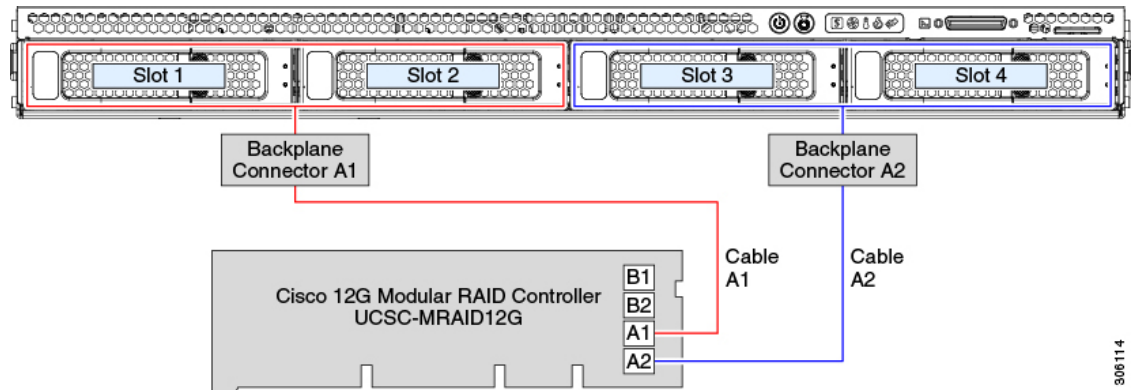 Slot 1
Slot 2
Slot 3
Slot 4
Backplane
Connector A1
Backplane
Connector A2
Cable
A1
Cable
A2
Cisco 12G Modular RAID Controller
UCSC-MRAID12G
B1
B2
A1
A2
306114